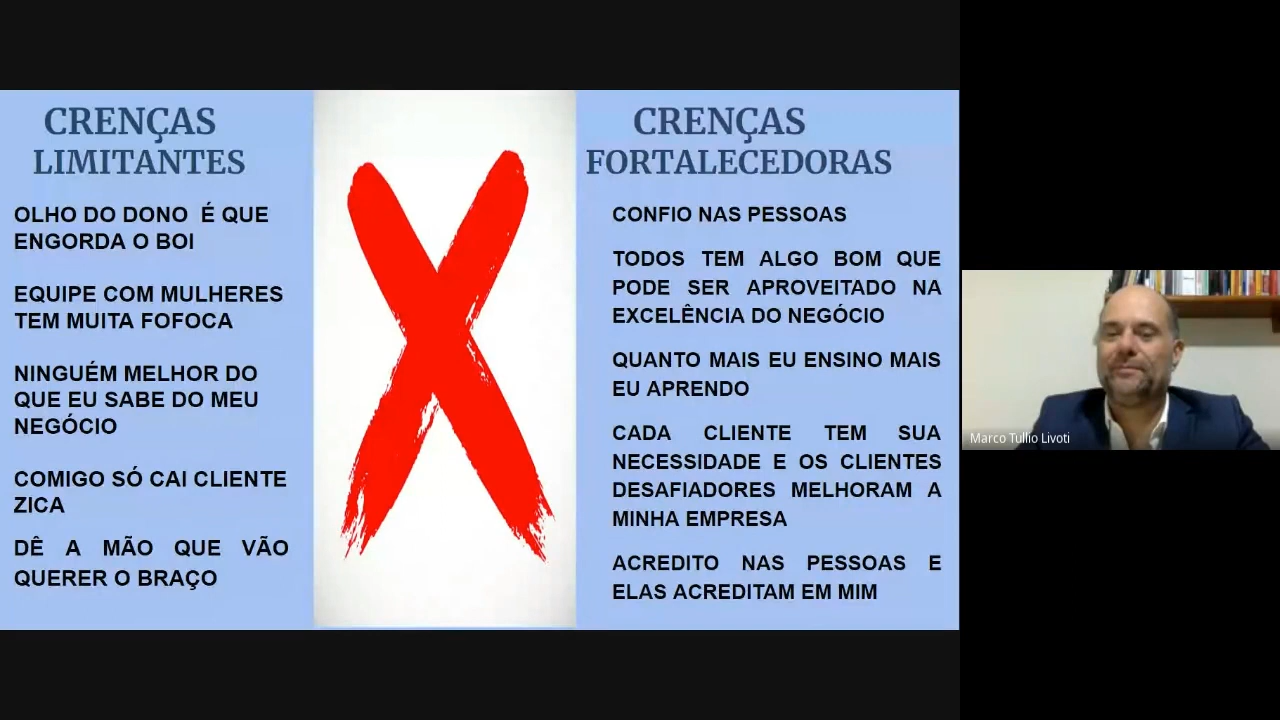 CRENÇAS
LIMITANTES
OLHO DO DONO É QUE
ENGORDA O BOI
EQUIPE COM MULHERES
TEM MUITA FOFOCA
NINGUÉM MELHOR DO
QUE EU SABE DO MEU
NEGÓCIO
COMIGO SÓ CAI CLIENTE
ZICA
DÊ A MÃO QUE VÃO
QUERER O BRAÇO
CRENÇAS
FORTALECEDORAS
CONFIO NAS PESSOAS
TODOS TEM ALGO BOM QUE
PODE SER APROVEITADO NA
EXCELÊNCIA DO NEGÓCIO
QUANTO MAIS EU ENSINO MAIS
EU APRENDO
CADA CLIENTE TEM SUA
NECESSIDADE E OS CLIENTES
DESAFIADORES MELHORAM A
MINHA EMPRESA
ACREDITO NAS PESSOAS E
ELAS ACREDITAM EM MIM
Marco Tullio Livoti